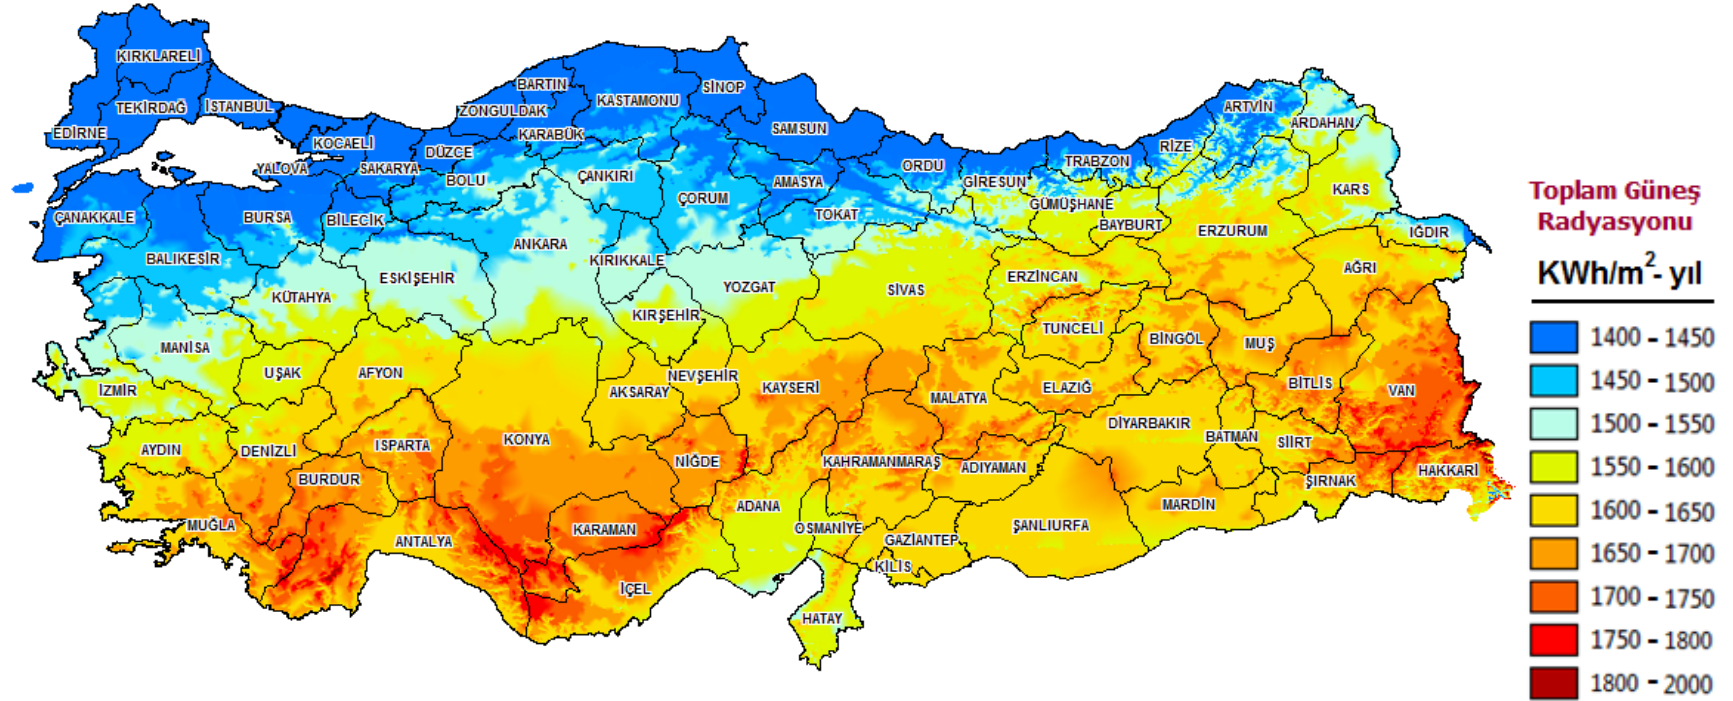 KIRKLARELİ
TEKİRDAĞ
İSTANBUL
EDİRNE
KOCAELİ
YALOVA
SAKARYA
DÜZCE
ZONGULDAK
BARTIN
KARABÜK
KASTAMONU
SİNOP
SAMSUN
BOLU
ÇANKIRI
ÇORUM
AMASYA
TOKAT
ORDU
GİRESUN
TRABZON
RİZE
ARTVİN
ARDAHAN
KARS
GÜMÜŞHANE
BAYBURT
ERZURUM
IĞDIR
AĞRI
ÇANAKKALE
BURSA
BİLECİK
BALIKESİR
KÜTAHYA
ESKİŞEHİR
ANKARA
KIRIKKALE
YOZGAT
KIRŞEHİR
SİVAS
ERZİNCAN
TUNCELİ
BİNGÖL
MUŞ
BİTLİS
VAN
MANİSA
İZMİR
UŞAK
AFYON
AKSARAY
NEVŞEHİR
KAYSERİ
MALATYA
ELAZIĞ
DİYARBAKIR
BATMAN
SİİRT
ŞIRNAK
HAKKARİ
AYDIN
DENİZLİ
ISPARTA
BURDUR
KONYA
NİĞDE
KAHRAMANMARAŞ
ADIYAMAN
MARDİN
MUĞLA
ANTALYA
KARAMAN
İÇEL
ADANA
OSMANİYE
GAZİANTEP
KİLİS
ŞANLIURFA
HATAY
Toplam Güneş
Radyasyonu
KWh/m²- yıl
1400 - 1450
1450 - 1500
1500 - 1550
1550 - 1600
1600 - 1650
1650 - 1700
1700 - 1750
1750 - 1800
1800 - 2000